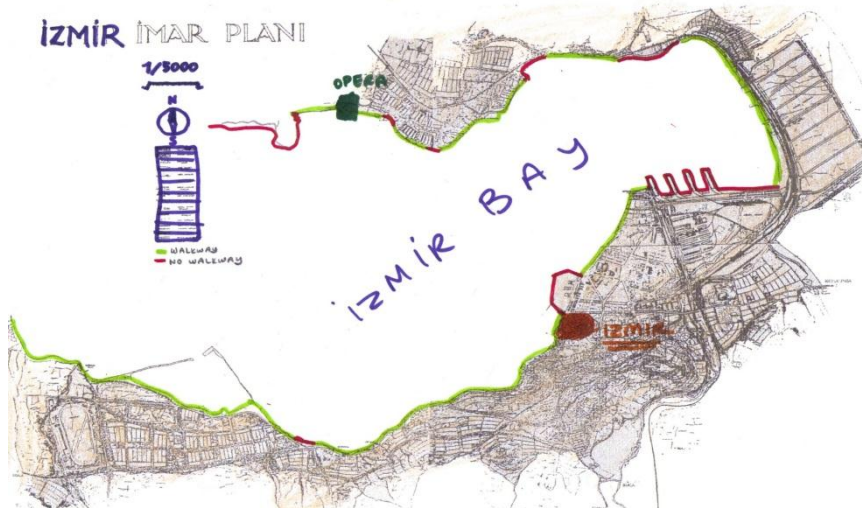 İZMİR İMAR PLANI
1/5000
N
S
WALKWAY
NO WALKWAY
OPERA
İZMİR BAY
İZMİR